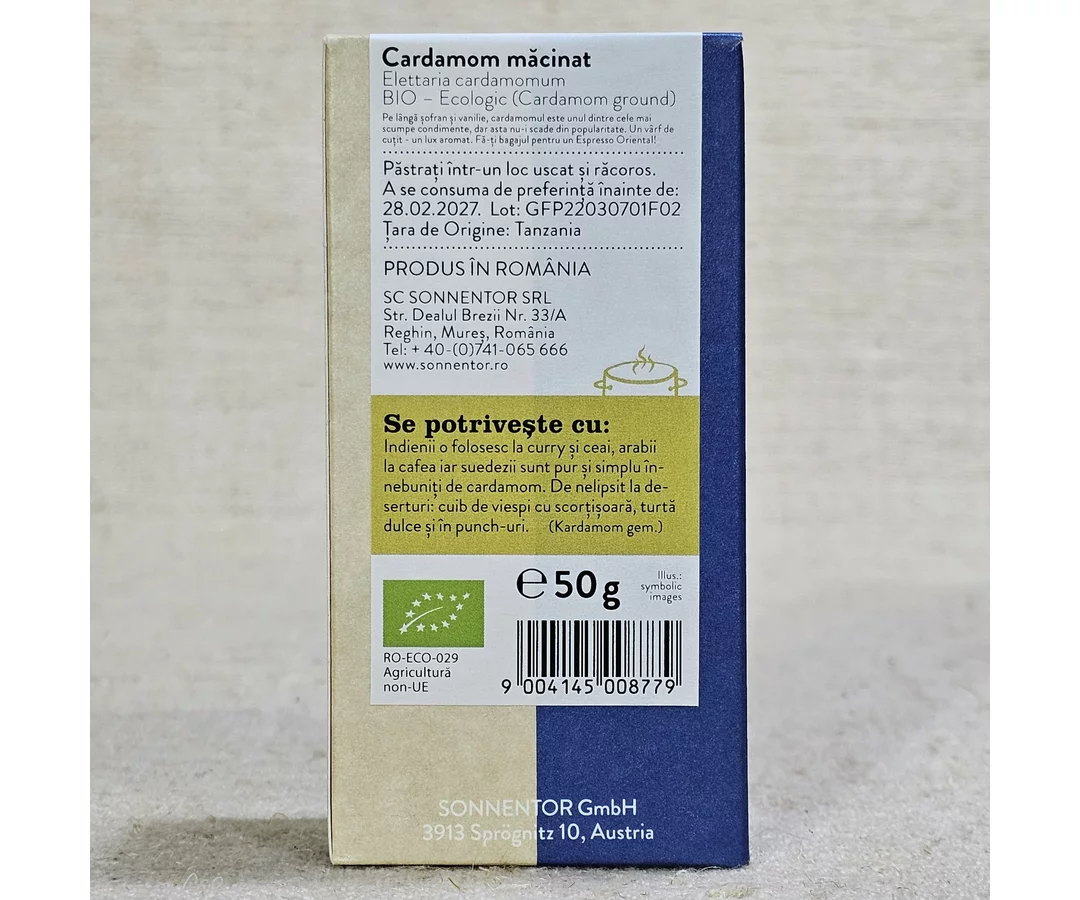 Cardamom măcinat
Elettaria cardamomum
BIO – Ecologic (Cardamom ground)
Pe lângă șofran și vanilie, cardamomul este unul dintre cele mai
scumpe condimente, dar asta nu-i scade din popularitate. Un vârf de
cuțit - un lux aromat. Fă-ți bagajul pentru un Espresso Oriental!
Păstrați într-un loc uscat și răcoros.
A se consuma de preferință înainte de:
28.02.2027. Lot: GFP22030701F02
Țara de Origine: Tanzania
PRODUS ÎN ROMÂNIA
SC SONNENTOR SRL
Str. Dealul Brezii Nr. 33/A
Reghin, Mureș, România
Tel: + 40-(0)741-065 666
www.sonnentor.ro
Se potrivește cu:
Indienii o folosesc la curry și ceai, arabii
la cafea iar suedezii sunt pur și simplu în-
nebuniți de cardamom. De nelipsit la de-
serturi: cuib de viespi cu scorțișoară, turtă
dulce și în punch-uri. (Kardamom gem.)
℮ 50 g
Illus.:
symbolic
images
RO-ECO-029
Agricultură
non-UE
9 004145 008779
SONNENTOR GmbH
3913 Sprögnitz 10, Austria